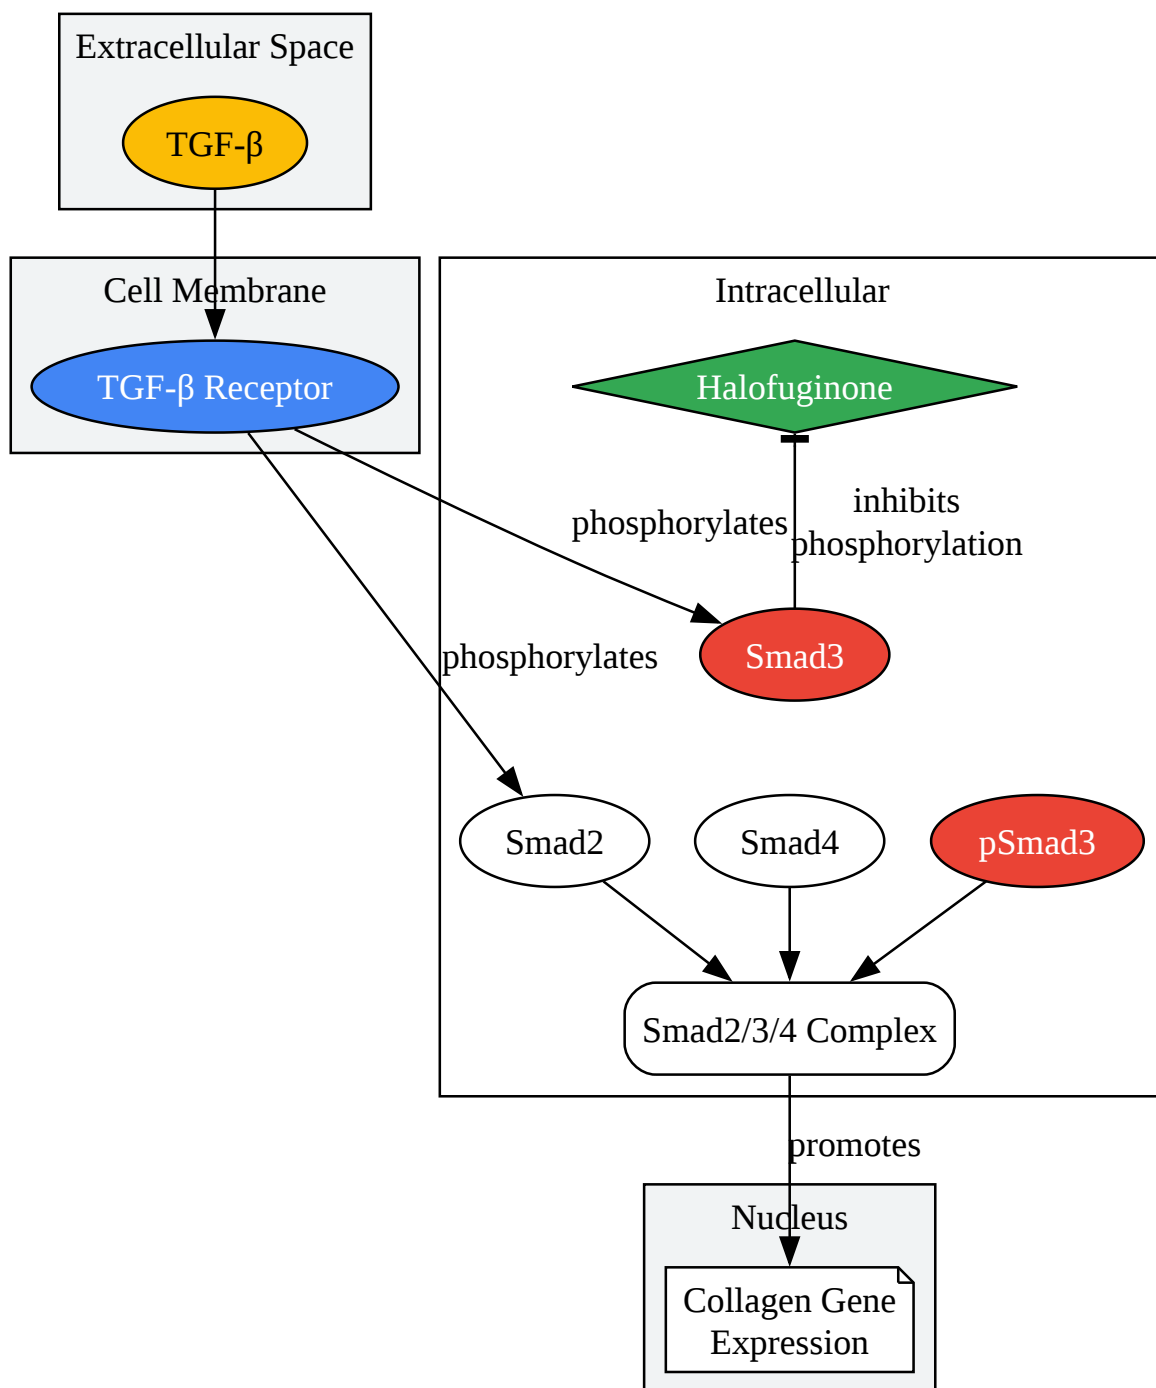 Extracellular Space
TGF-β
Cell Membrane
TGF-β Receptor
Intracellular
Halofuginone
inhibits
phosphorylation
phosphorylates
Smad3
phosphorylates
Smad2
Smad4
pSmad3
Smad2/3/4 Complex
promotes
Nucleus
Collagen Gene
Expression